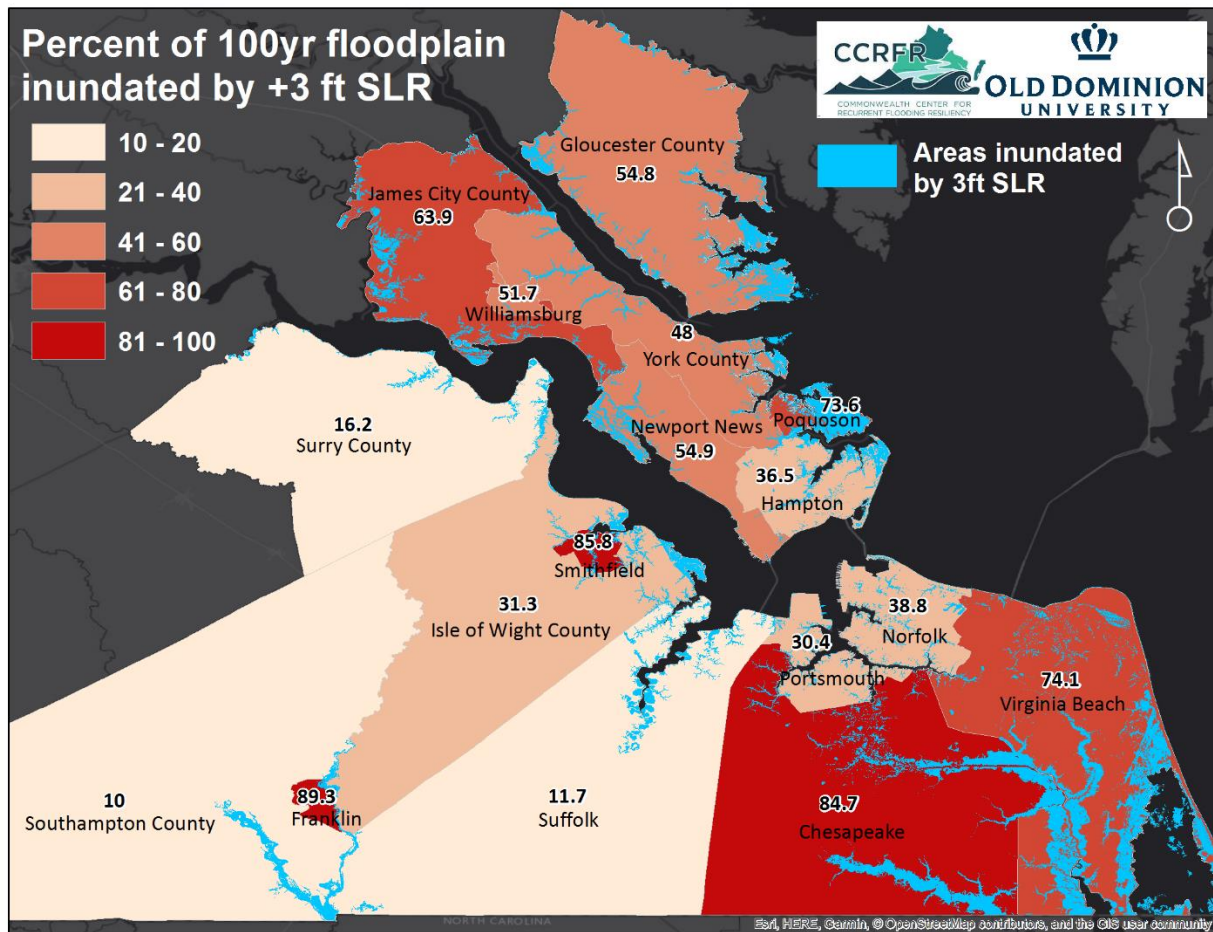 Percent of 100yr floodplain
inundated by +3 ft SLR
10 - 20
21 - 40
41 - 60
61 - 80
81 - 100
CCRFR
COMMONWEALTH CENTER FOR
RECURRENT FLOODING RESILIENCY
OLD DOMINION
UNIVERSITY
Areas inundated
by 3ft SLR
Gloucester County
54.8
James City County
63.9
51.7
Williamsburg
48
York County
73.6
Poquoson
Newport News
54.9
36.5
Hampton
16.2
Surry County
85.8
Smithfield
31.3
Isle of Wight County
38.8
Norfolk
30.4
Portsmouth
74.1
Virginia Beach
10
Southampton County
89.3
Franklin
11.7
Suffolk
84.7
Chesapeake
NORTH CAROLINA
Esri, HERE, Garmin, © OpenStreetMap contributors, and the GIS user community